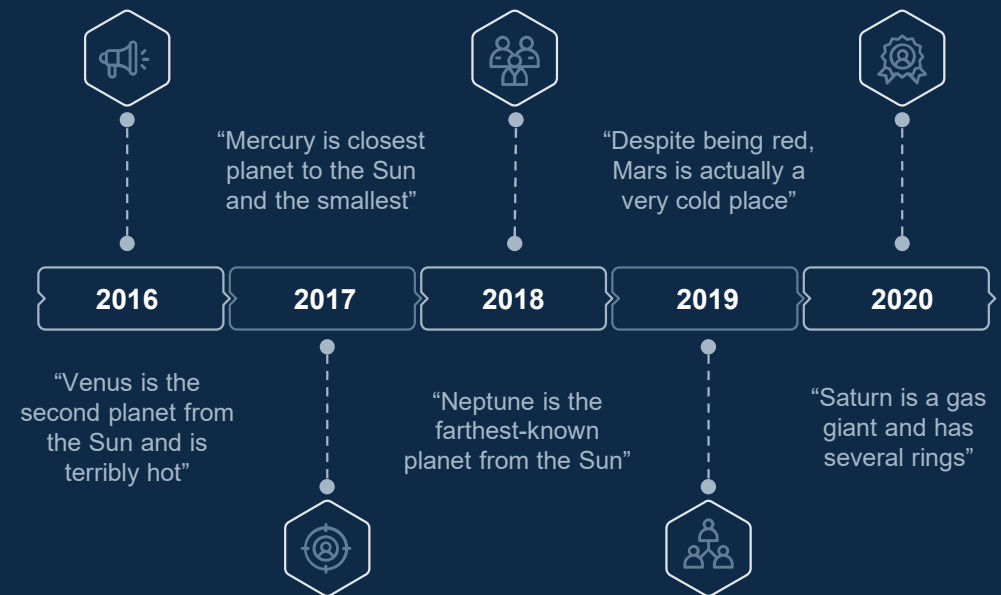 “Mercury is closest
planet to the Sun
and the smallest”
“Despite being red,
Mars is actually a
very cold place”
2016
2017
2018
2019
2020
“Venus is the
second planet from
the Sun and is
terribly hot”
“Neptune is the
farthest-known
planet from the Sun”
“Saturn is a gas
giant and has
several rings”